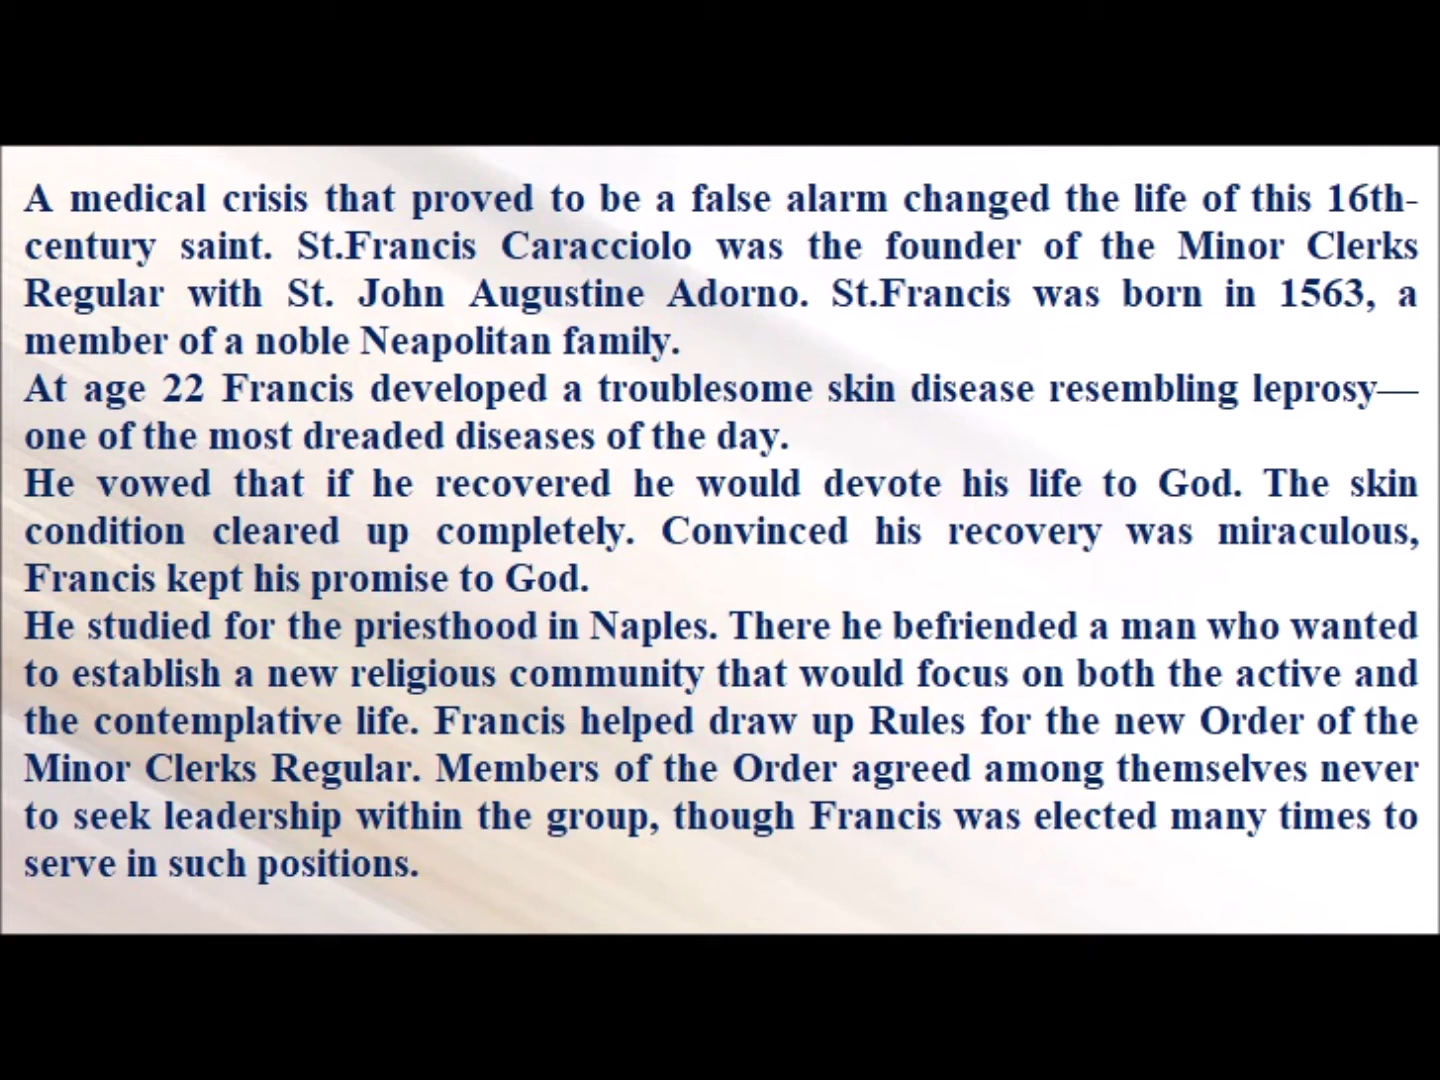 A medical crisis that proved to be a false alarm changed the life of this 16th-
century saint. St.Francis Caracciolo was the founder of the Minor Clerks
Regular with St. John Augustine Adorno. St.Francis was born in 1563, a
member of a noble Neapolitan family.
At age 22 Francis developed a troublesome skin disease resembling leprosy—
one of the most dreaded diseases of the day.
He vowed that if he recovered he would devote his life to God. The skin
condition cleared up completely. Convinced his recovery was miraculous,
Francis kept his promise to God.
He studied for the priesthood in Naples. There he befriended a man who wanted
to establish a new religious community that would focus on both the active and
the contemplative life. Francis helped draw up Rules for the new Order of the
Minor Clerks Regular. Members of the Order agreed among themselves never
to seek leadership within the group, though Francis was elected many times to
serve in such positions.